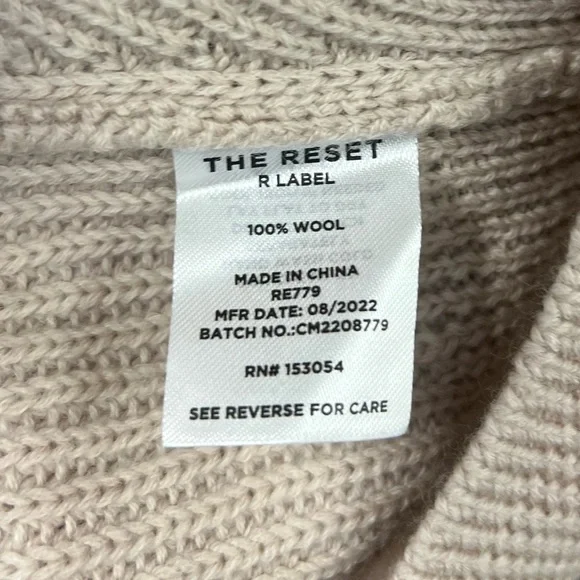 THE RESET
R LABEL
100% WOOL
MADE IN CHINA
RE779
MFR DATE: 08/2022
BATCH NO.:CM2208779
RN# 153054
SEE REVERSE FOR CARE